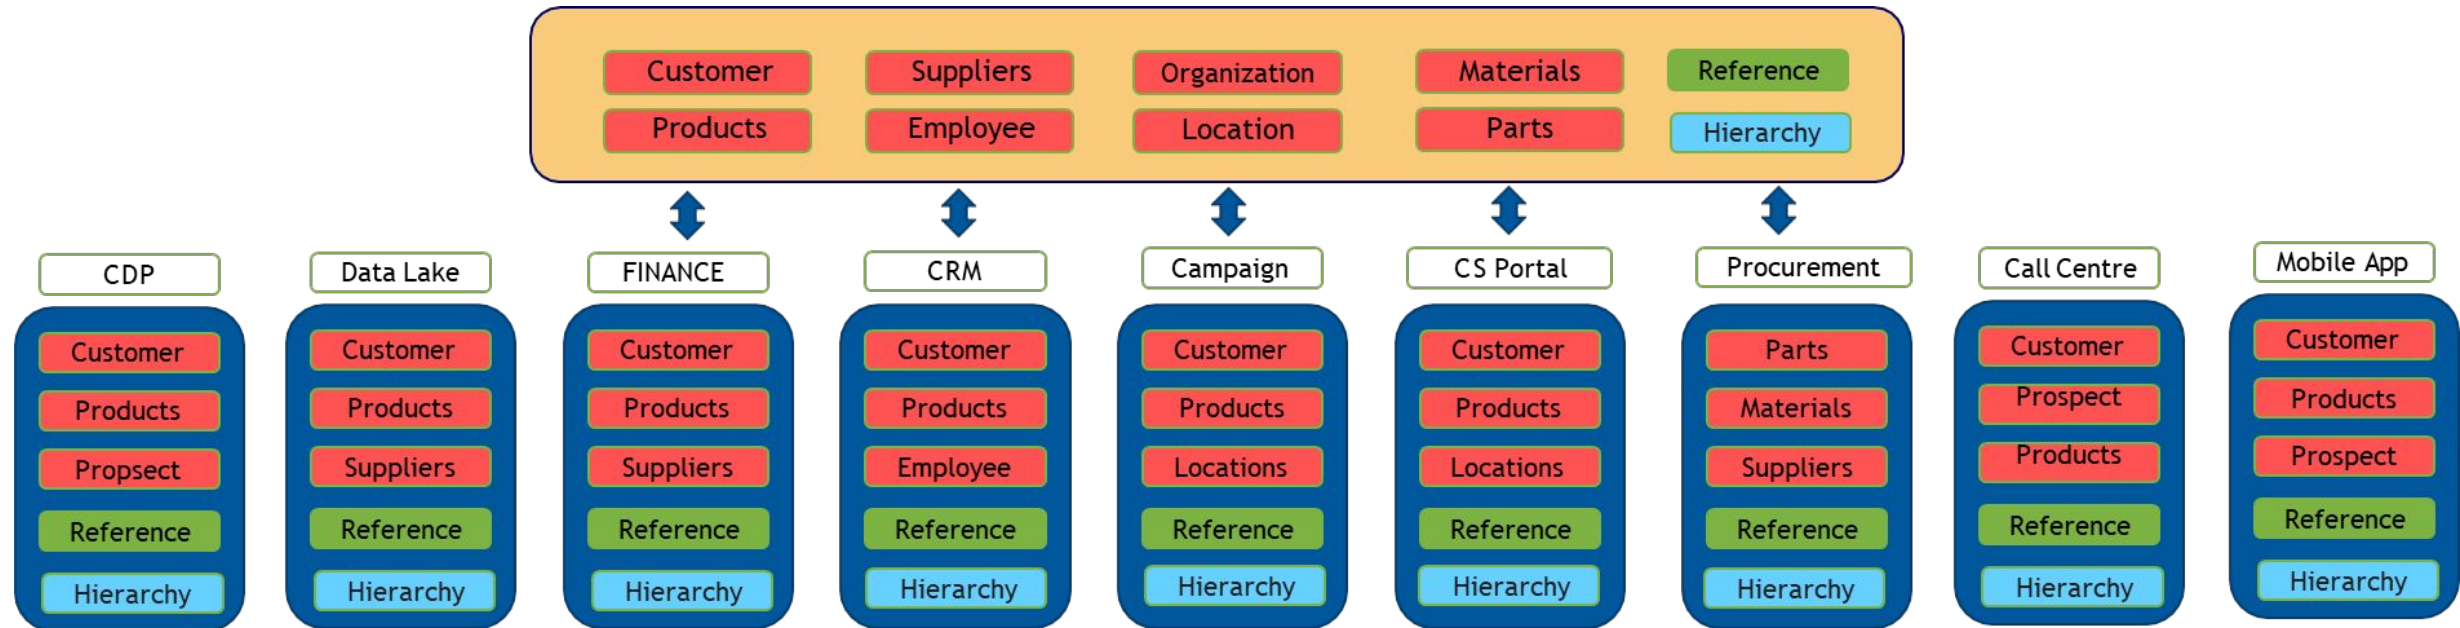 Customer
Suppliers
Organization
Materials
Reference
Products
Employee
Location
Parts
Hierarchy
CDP
Customer
Products
Propsect
Reference
Hierarchy
Data Lake
Customer
Products
Suppliers
Reference
Hierarchy
FINANCE
Customer
Products
Suppliers
Reference
Hierarchy
CRM
Customer
Products
Employee
Reference
Hierarchy
Campaign
Customer
Products
Locations
Reference
Hierarchy
CS Portal
Customer
Products
Locations
Reference
Hierarchy
Procurement
Parts
Materials
Suppliers
Reference
Hierarchy
Call Centre
Customer
Prospect
Products
Reference
Hierarchy
Mobile App
Customer
Products
Prospect
Reference
Hierarchy